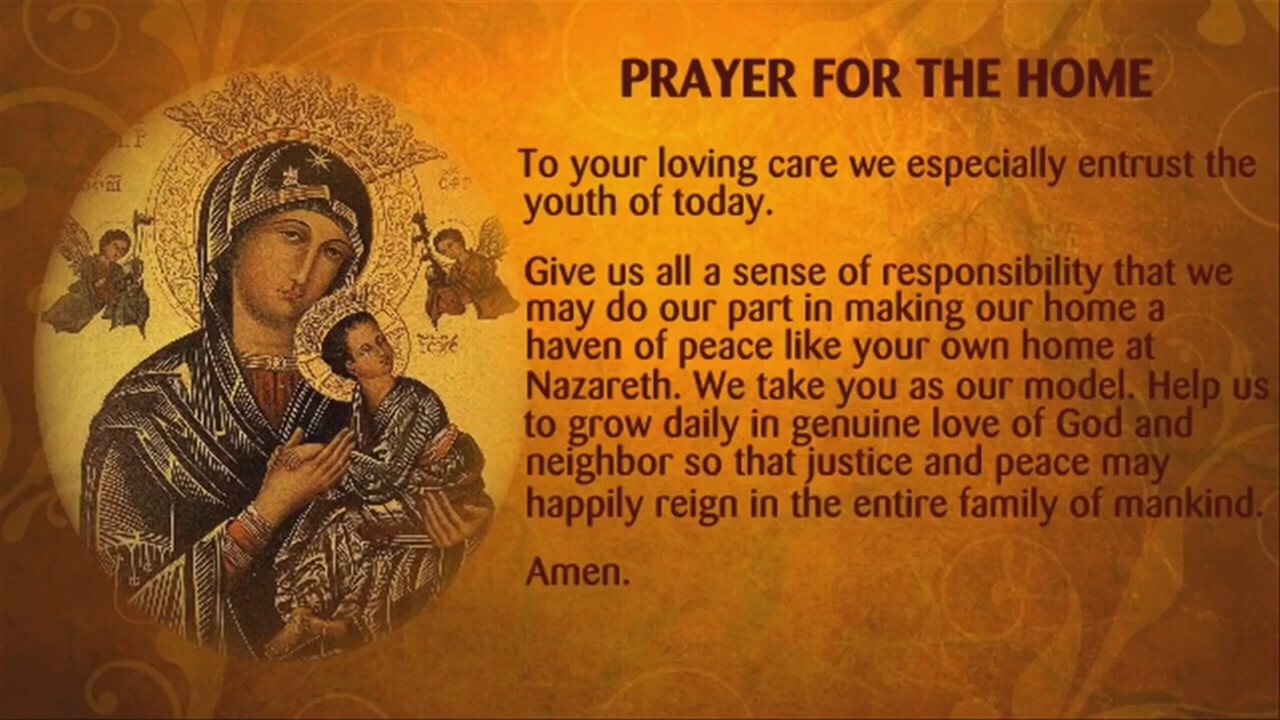 PRAYER FOR THE HOME
To your loving care we especially entrust the
youth of today.
Give us all a sense of responsibility that we
may do our part in making our home a
haven of peace like your own home at
Nazareth. We take you as our model. Help us
to grow daily in genuine love of God and
neighbor so that justice and peace may
happily reign in the entire family of mankind.
Amen.